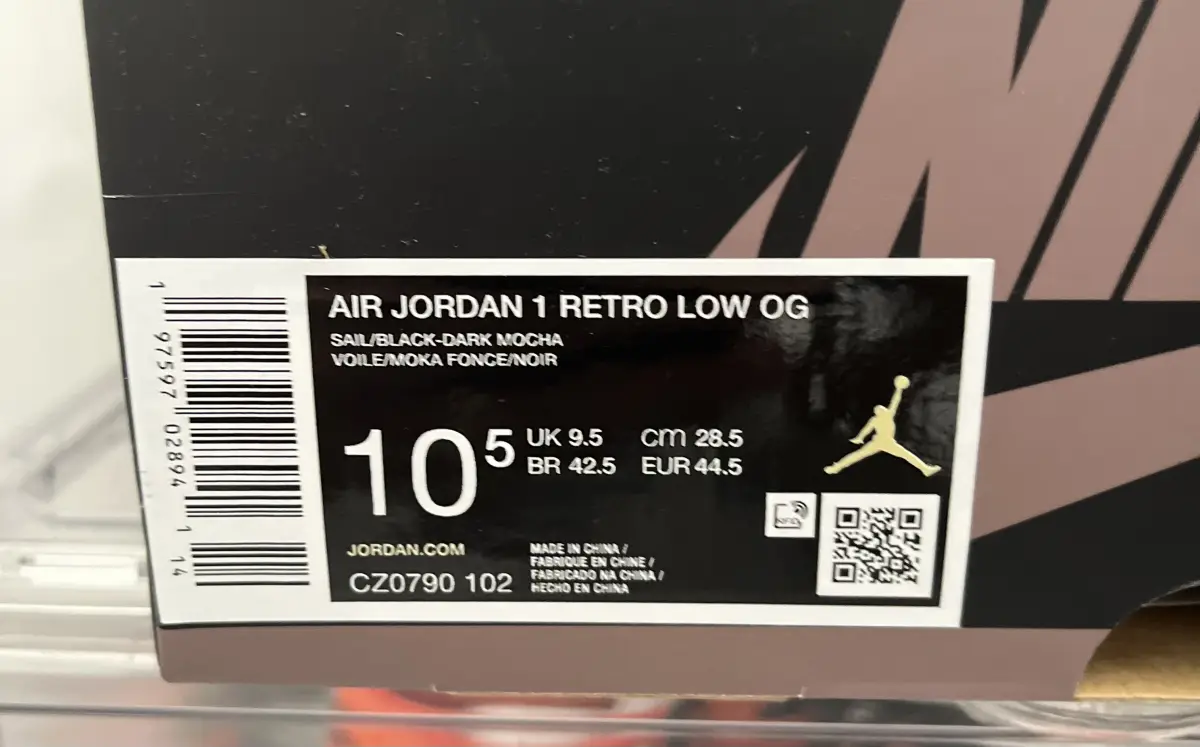 AIR JORDAN 1 RETRO LOW OG
SAIL/BLACK-DARK MOCHA
VOILE/MOKA FONCE/NOIR
10 5
UK 9.5 cm 28.5
BR 42.5 EUR 44.5
JORDAN.COM
CZ0790 102
MADE IN CHINA /
FABRIQUE EN CHINE /
FABRICADO NA CHINA /
HECHO EN CHINA
RFID
1 97597 02894 1 14